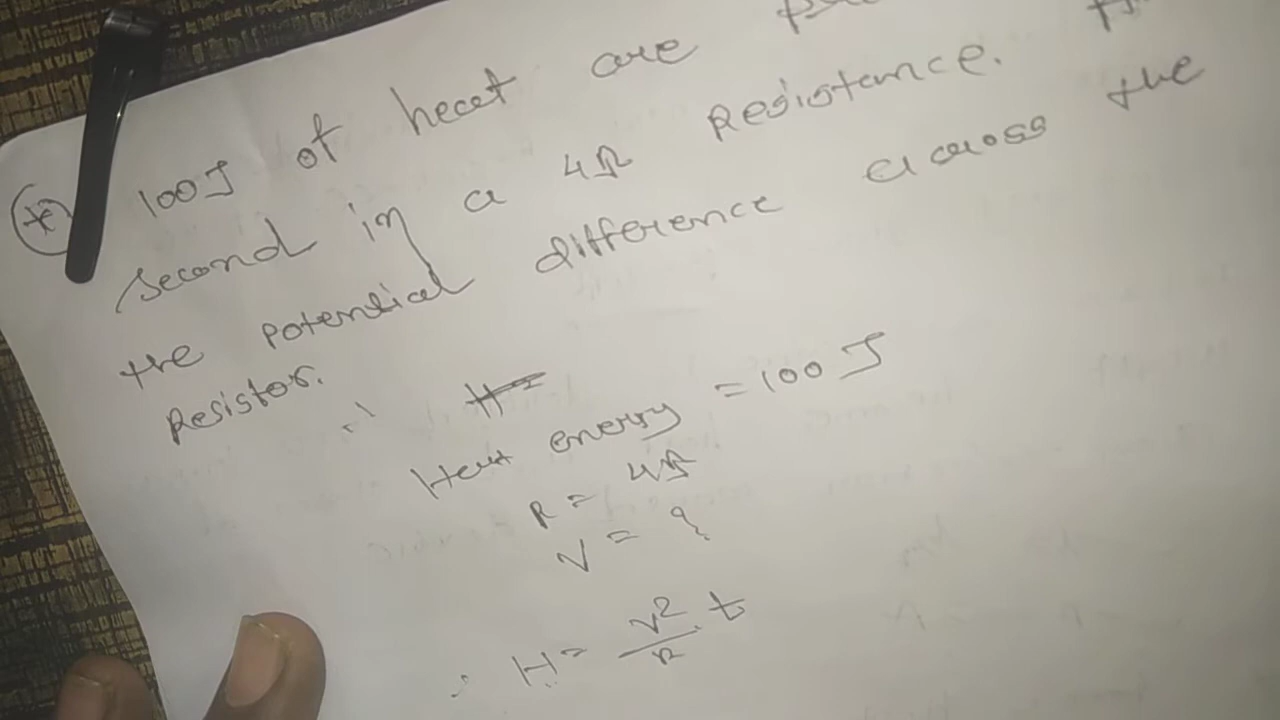 100J of heat are
second in a 4Ω Resistance.
the potential difference across the
Resistor.
Heat energy = 100 J
R = 4Ω
V = ?
∴ H = V²/R . t